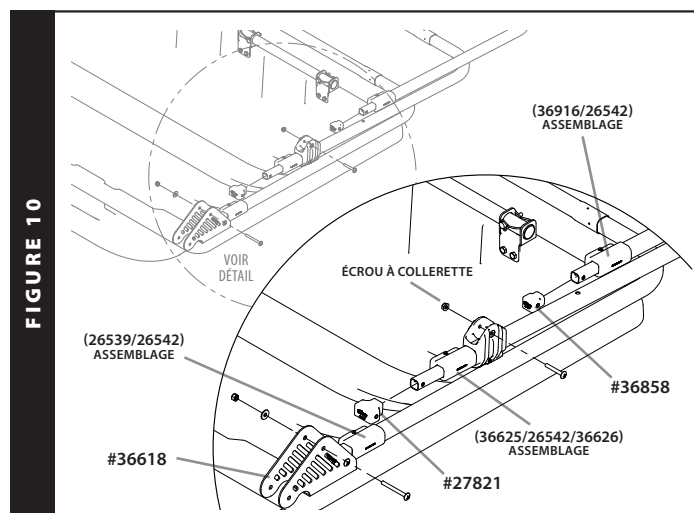 FIGURE 10
(36916/26542)
ASSEMBLAGE
VOIR
DÉTAIL
ÉCROU À COLLERETTE
(26539/26542)
ASSEMBLAGE
#36858
(36625/26542/36626)
ASSEMBLAGE
#36618
#27821